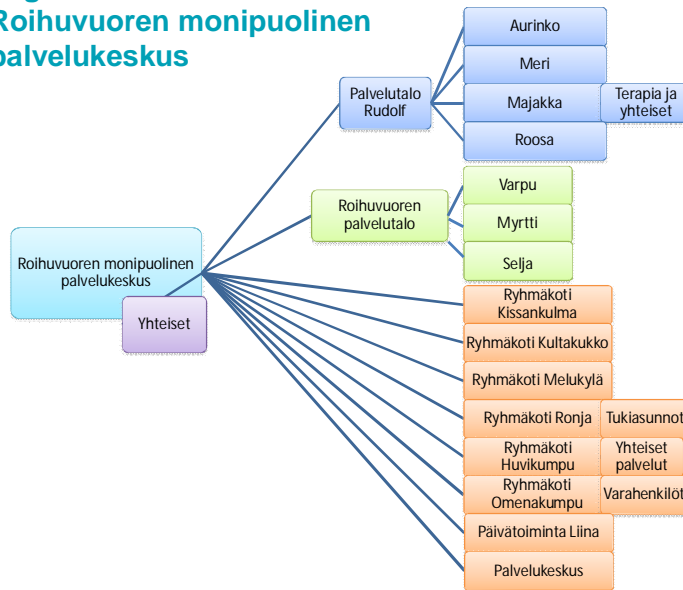 Roihuvuoren monipuolinen
palvelukeskus
Aurinko
Meri
Palvelutalo
Rudolf
Majakka
Terapia ja
yhteiset
Roosa
Varpu
Roihuvuoren
palvelutalo
Myrtti
Selja
Roihuvuoren monipuolinen
palvelukeskus
Yhteiset
Ryhmäkoti
Kissankulma
Ryhmäkoti Kultakukko
Ryhmäkoti Melukylä
Ryhmäkoti Ronja
Tukiasunnot
Ryhmäkoti
Huvikumpu
Yhteiset
palvelut
Ryhmäkoti
Omenakumpu
Varahenkilöt
Päivätoiminta Liina
Palvelukeskus